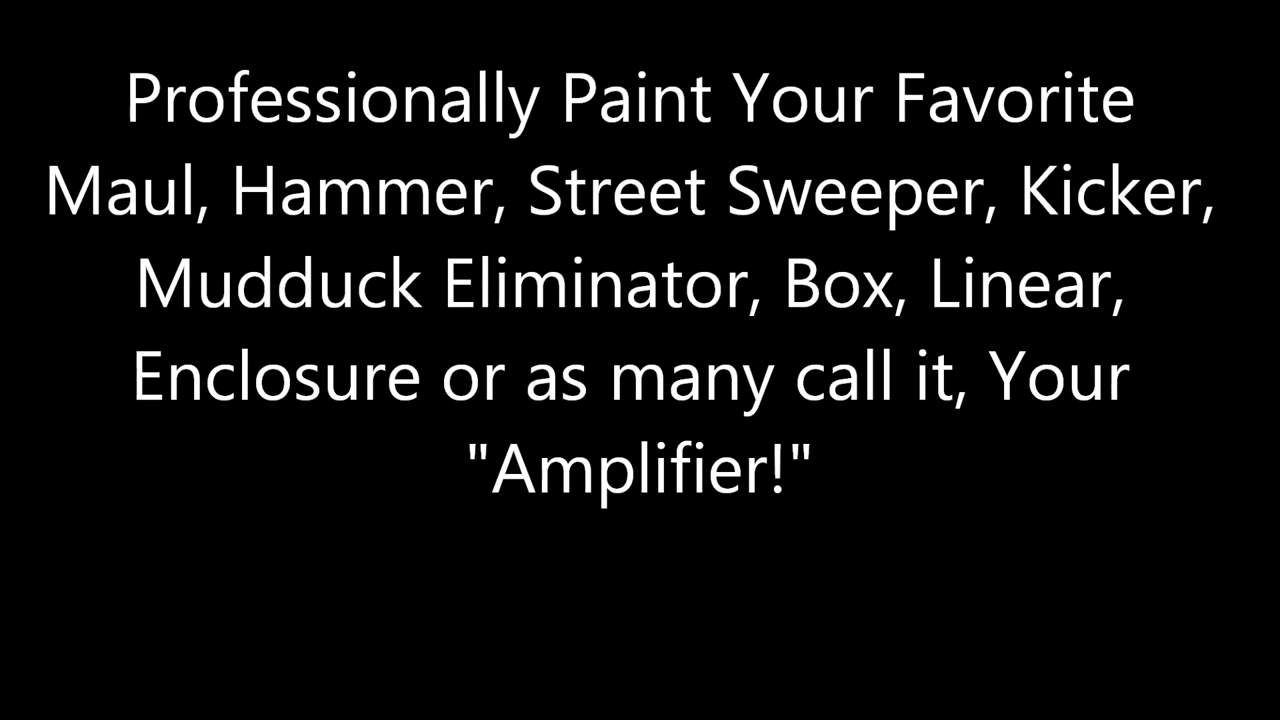 Professionally Paint Your Favorite
Maul, Hammer, Street Sweeper, Kicker,
Mudduck Eliminator, Box, Linear,
Enclosure or as many call it, Your
"Amplifier!"